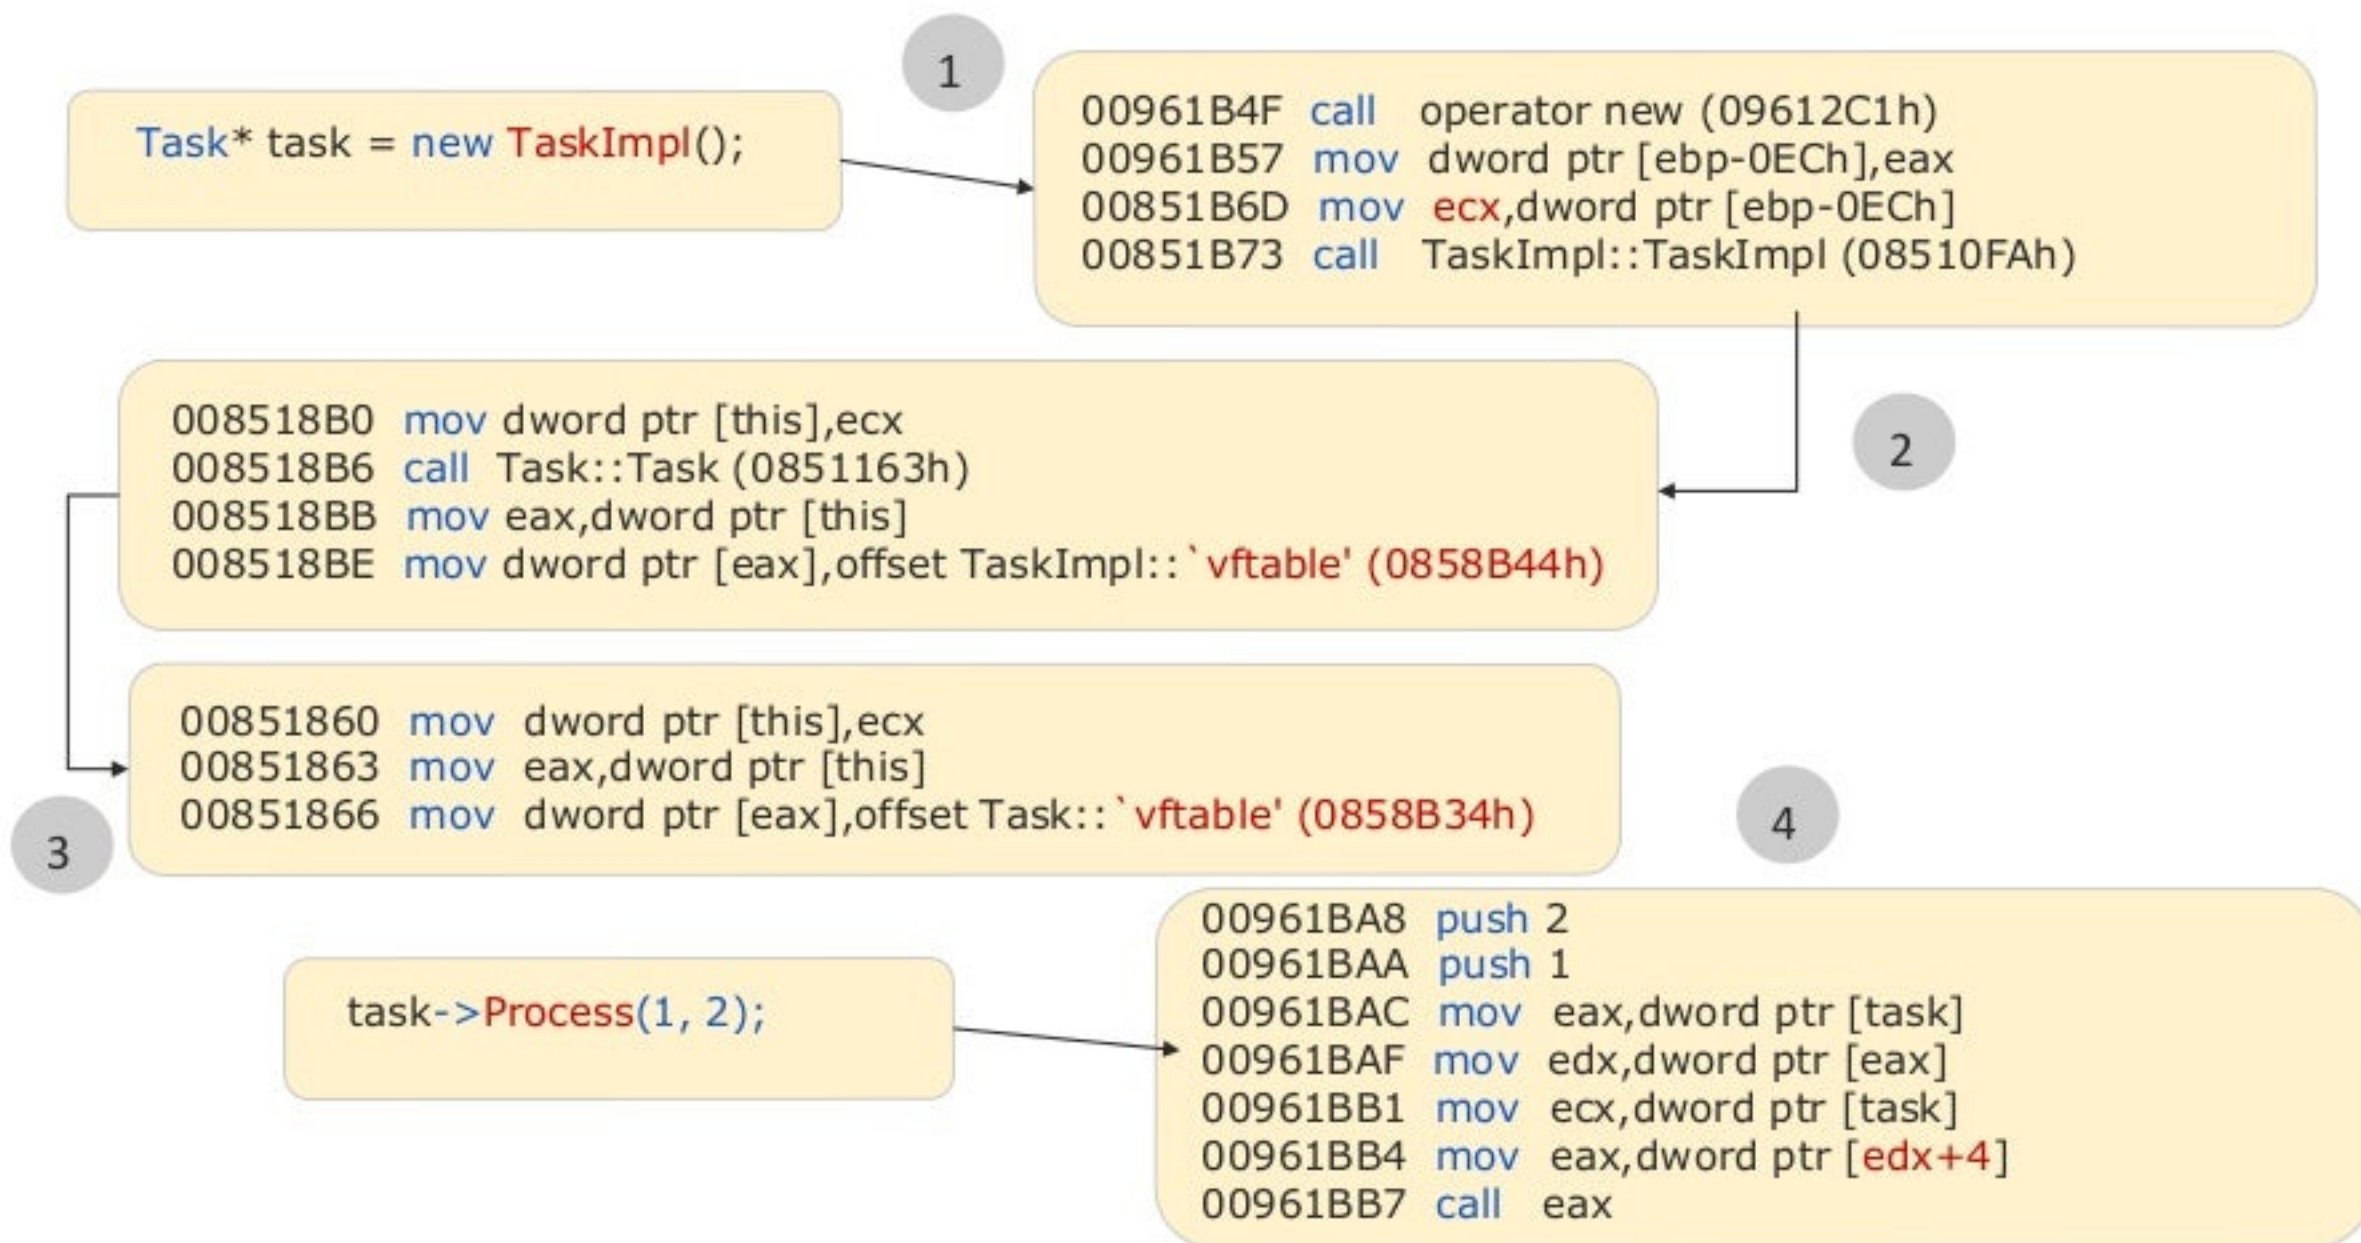 1
Task* task = new TaskImpl();
00961B4F call operator new (09612C1h)
00961B57 mov dword ptr [ebp-0ECh],eax
00851B6D mov ecx,dword ptr [ebp-0ECh]
00851B73 call TaskImpl::TaskImpl (08510FAh)
2
008518B0 mov dword ptr [this],ecx
008518B6 call Task::Task (0851163h)
008518BB mov eax,dword ptr [this]
008518BE mov dword ptr [eax],offset TaskImpl::`vftable' (0858B44h)
3
00851860 mov dword ptr [this],ecx
00851863 mov eax,dword ptr [this]
00851866 mov dword ptr [eax],offset Task::`vftable' (0858B34h)
4
task->Process(1, 2);
00961BA8 push 2
00961BAA push 1
00961BAC mov eax,dword ptr [task]
00961BAF mov edx,dword ptr [eax]
00961BB1 mov ecx,dword ptr [task]
00961BB4 mov eax,dword ptr [edx+4]
00961BB7 call eax